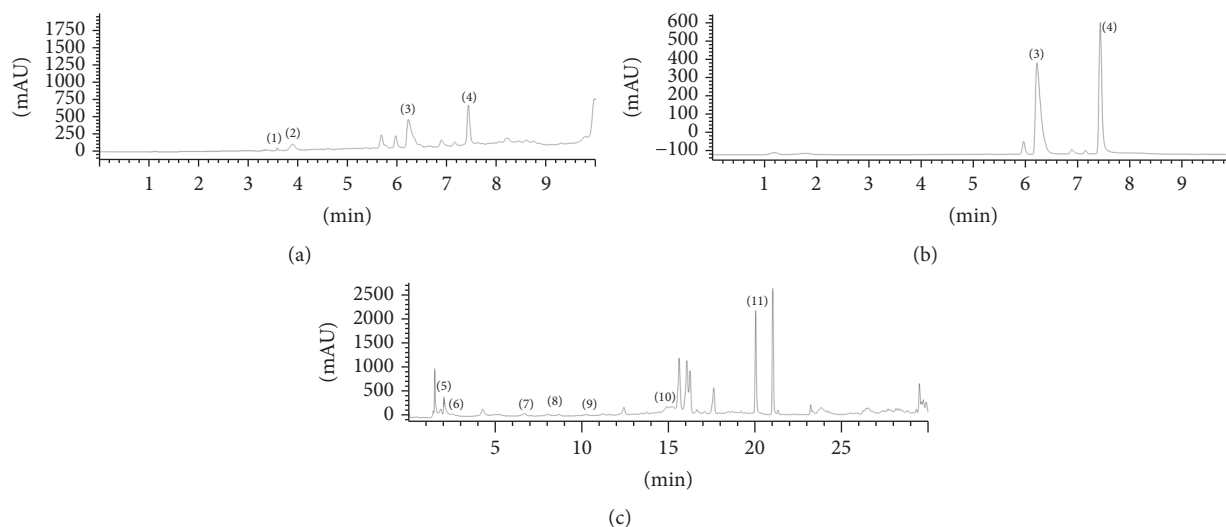 1750
1500
1250
1000
750
500
250
0
(mAU)
(1)
(2)
(3)
(4)
1 2 3 4 5 6 7 8 9
(min)
(a)
600
500
400
300
200
100
0
−100
(mAU)
(3)
(4)
1 2 3 4 5 6 7 8 9
(min)
(b)
2500
2000
1500
1000
500
0
(mAU)
(5)
(6)
(7)
(8)
(9)
(10)
(11)
5 10 15 20 25
(min)
(c)